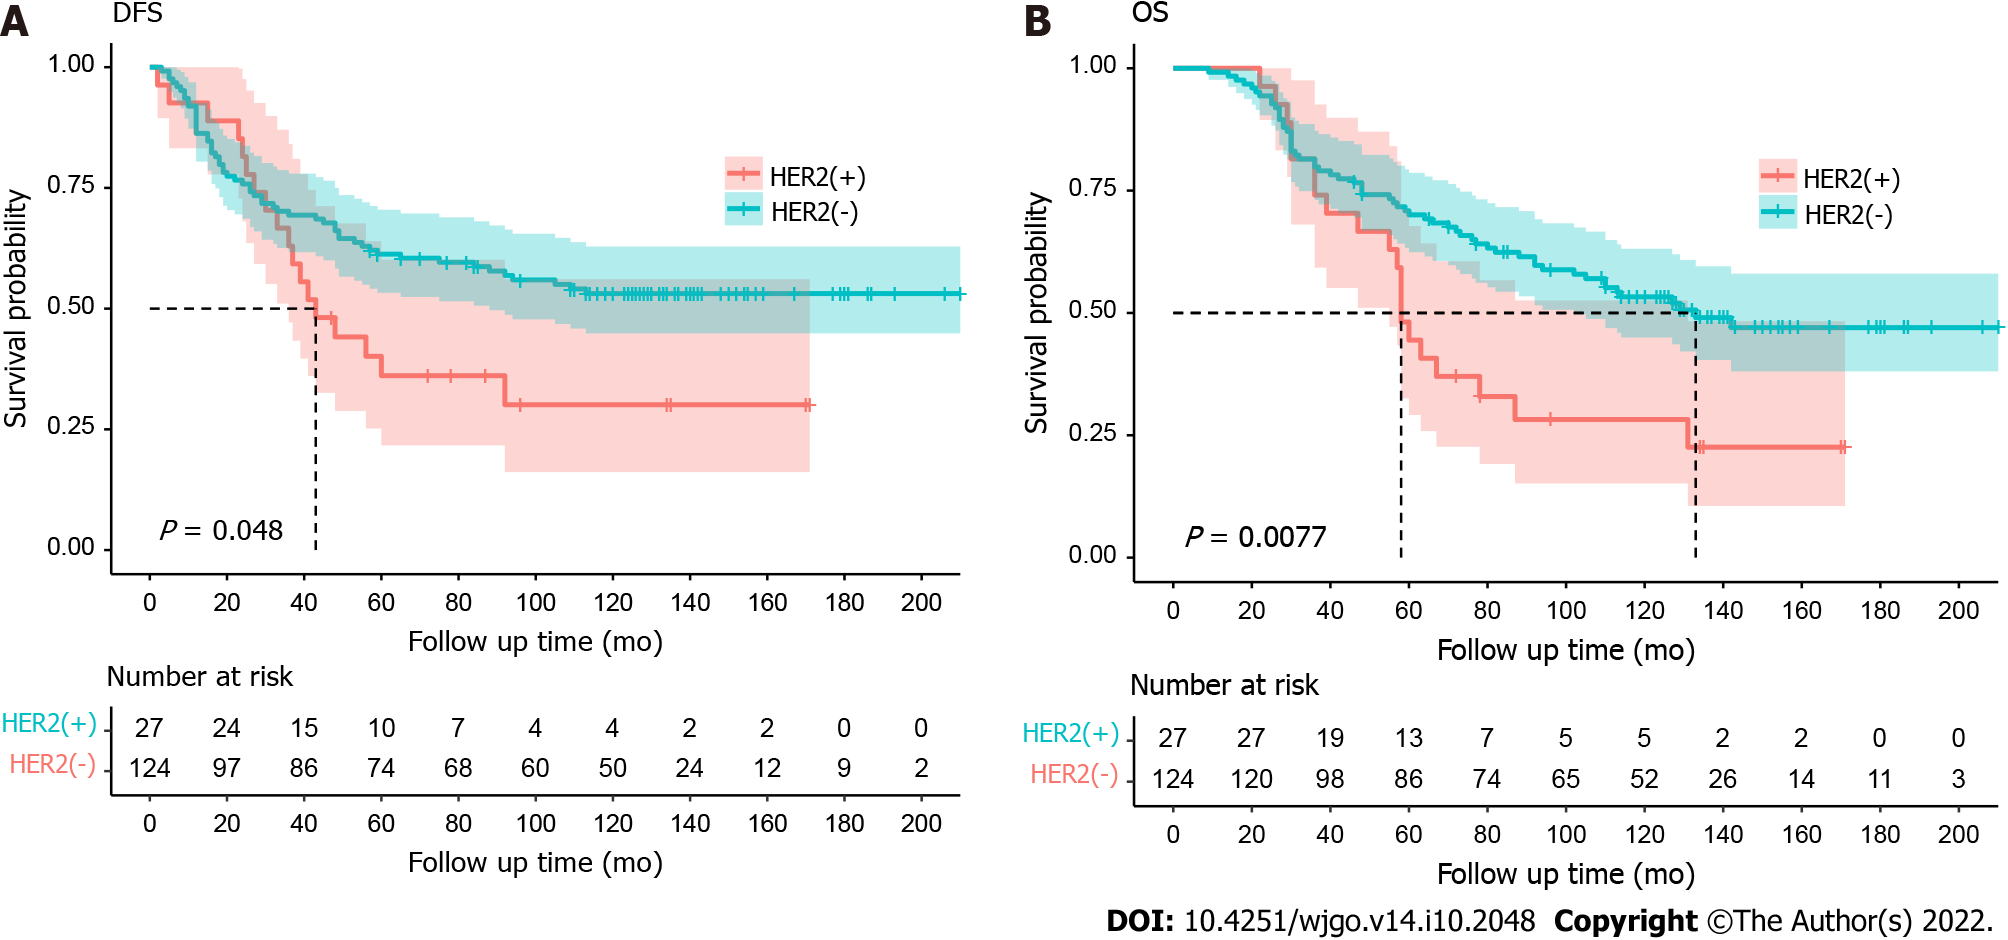 A
DFS
1.00
0.75
0.50
0.25
0.00
Survival probability
HER2(+)
HER2(-)
P = 0.048
0 20 40 60 80 100 120 140 160 180 200
Follow up time (mo)
Number at risk
HER2(+) 27 24 15 10 7 4 4 2 2 0 0
HER2(-) 124 97 86 74 68 60 50 24 12 9 2
0 20 40 60 80 100 120 140 160 180 200
Follow up time (mo)
B
OS
1.00
0.75
0.50
0.25
0.00
Survival probability
HER2(+)
HER2(-)
P = 0.0077
0 20 40 60 80 100 120 140 160 180 200
Follow up time (mo)
Number at risk
HER2(+) 27 27 19 13 7 5 5 2 2 0 0
HER2(-) 124 120 98 86 74 65 52 26 14 11 3
0 20 40 60 80 100 120 140 160 180 200
Follow up time (mo)
DOI: 10.4251/wjgo.v14.i10.2048 Copyright ©The Author(s) 2022.